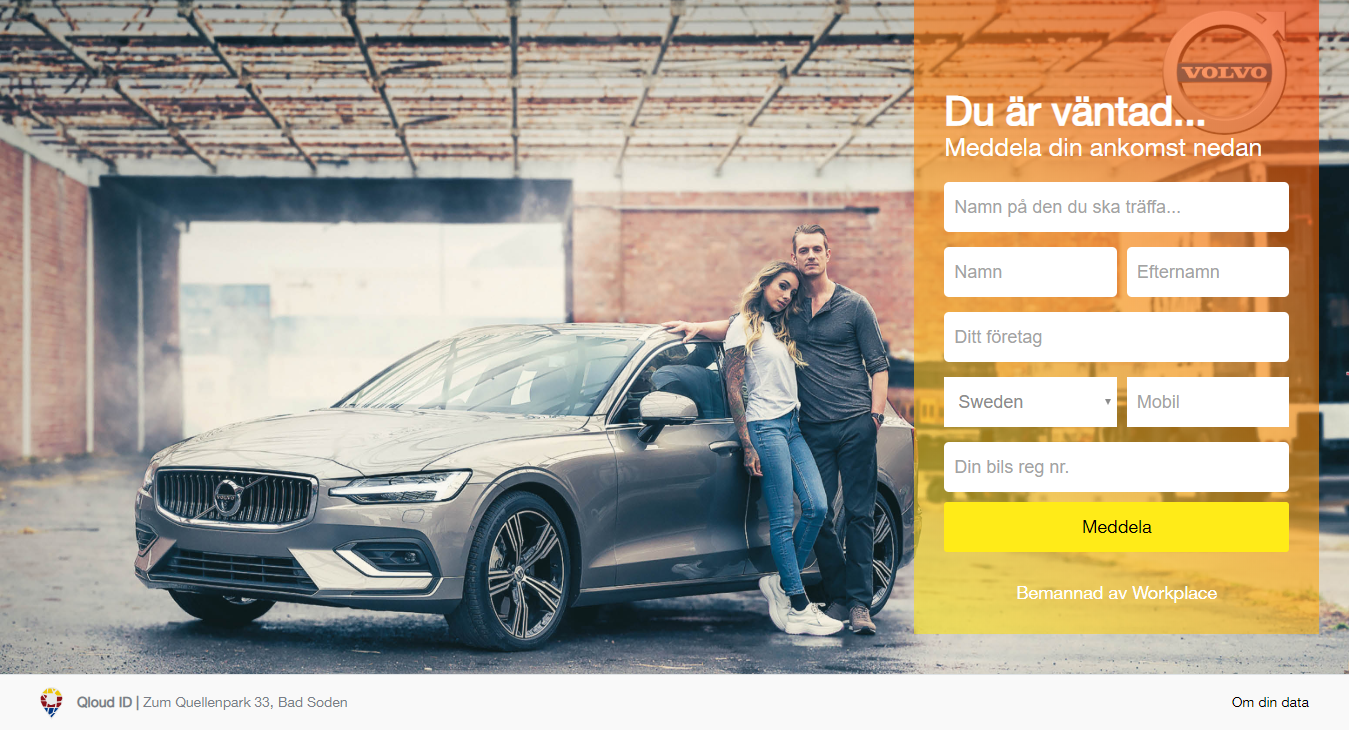 VOLVO
Du är väntad...
Meddela din ankomst nedan
Namn på den du ska träffa...
Namn
Efternamn
Ditt företag
Sweden
Mobil
Din bils reg nr.
Meddela
Bemannad av Workplace
VOLVO
Qloud ID | Zum Quellenpark 33, Bad Soden
Om din data